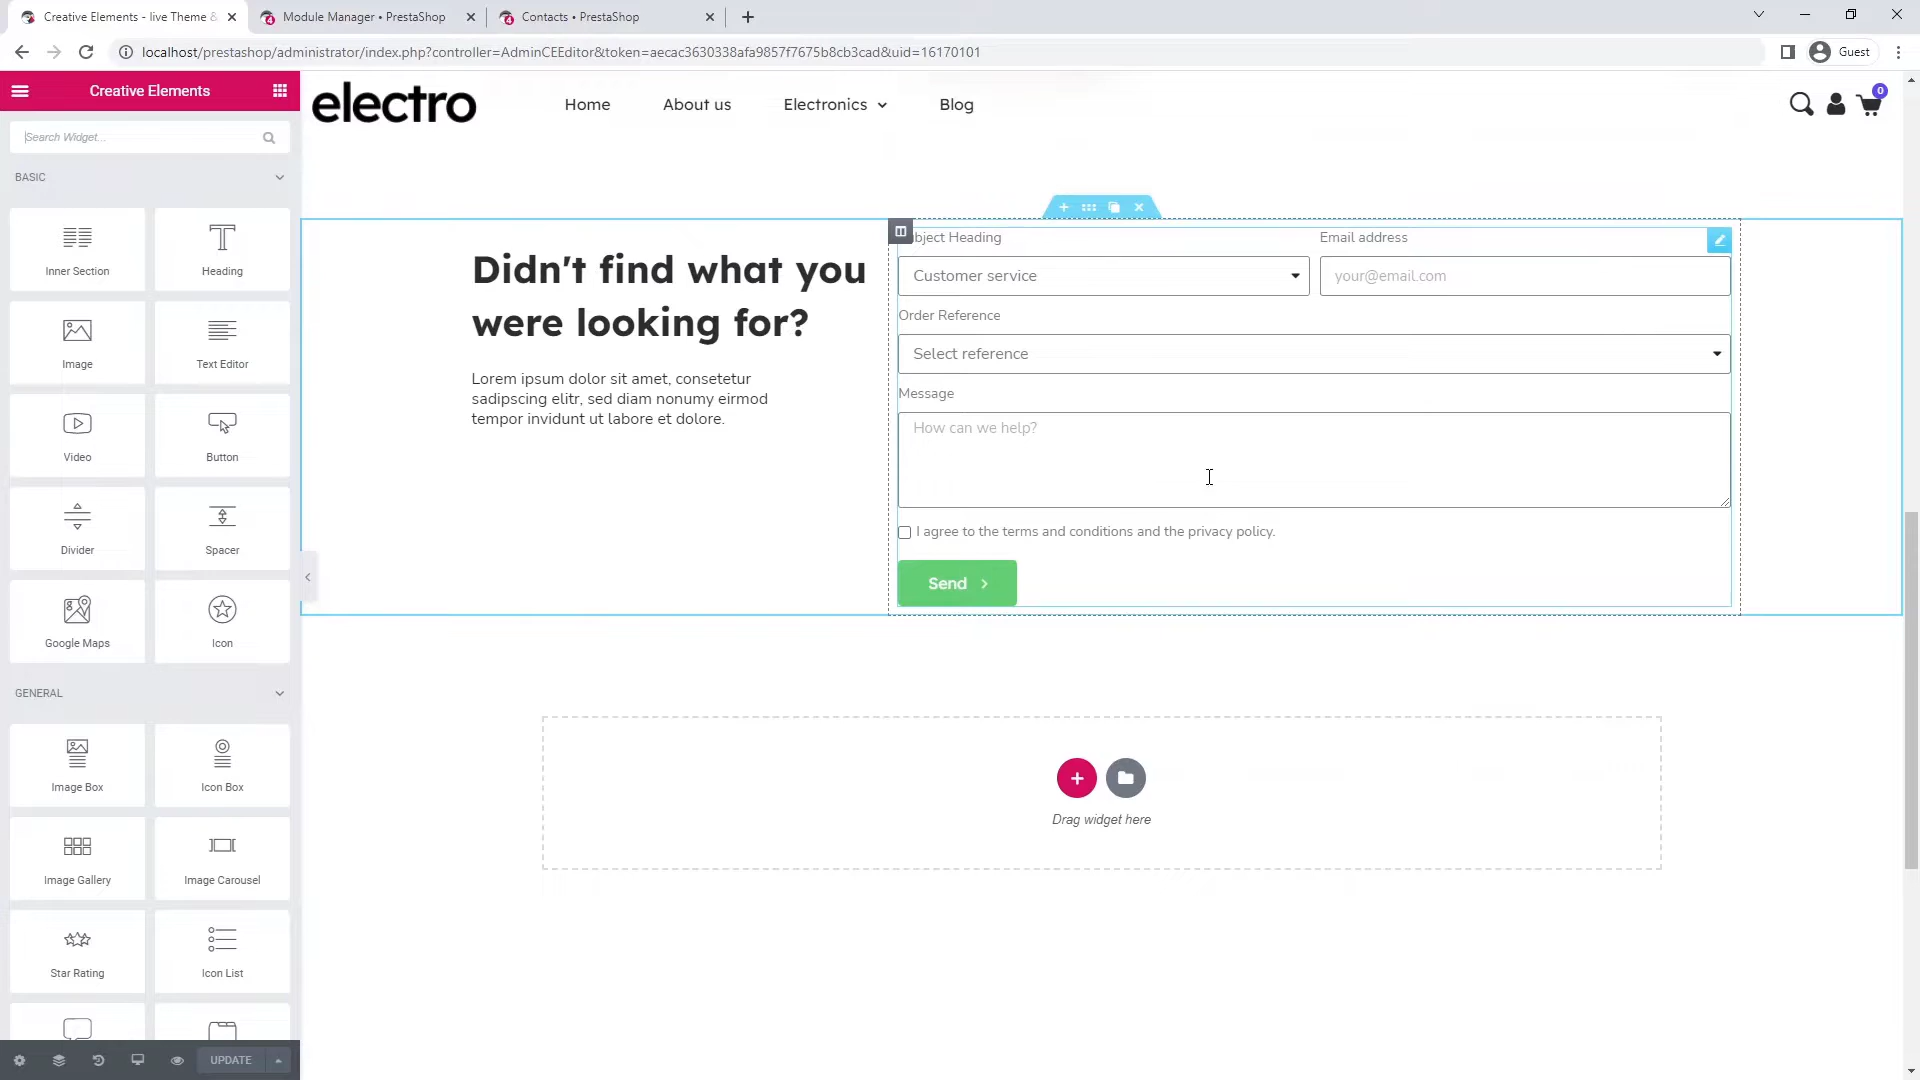 Creative Elements - live Theme &
Module Manager • PrestaShop
Contacts • PrestaShop
localhost/prestashop/administrator/index.php?controller=AdminCEEditor&token=aecac3630338afa9857f7675b8cb3cad&uid=16170101
Guest
Creative Elements
Search Widget...
BASIC
Inner Section
Heading
Image
Text Editor
Video
Button
Divider
Spacer
Google Maps
Icon
GENERAL
Image Box
Icon Box
Image Gallery
Image Carousel
Star Rating
Icon List
UPDATE
electro
Home
About us
Electronics
Blog
0
Didn't find what you
were looking for?
Lorem ipsum dolor sit amet, consetetur
sadipscing elitr, sed diam nonumy eirmod
tempor invidunt ut labore et dolore.
bject Heading
Email address
Customer service
your@email.com
Order Reference
Select reference
Message
How can we help?
I agree to the terms and conditions and the privacy policy.
Send
Drag widget here